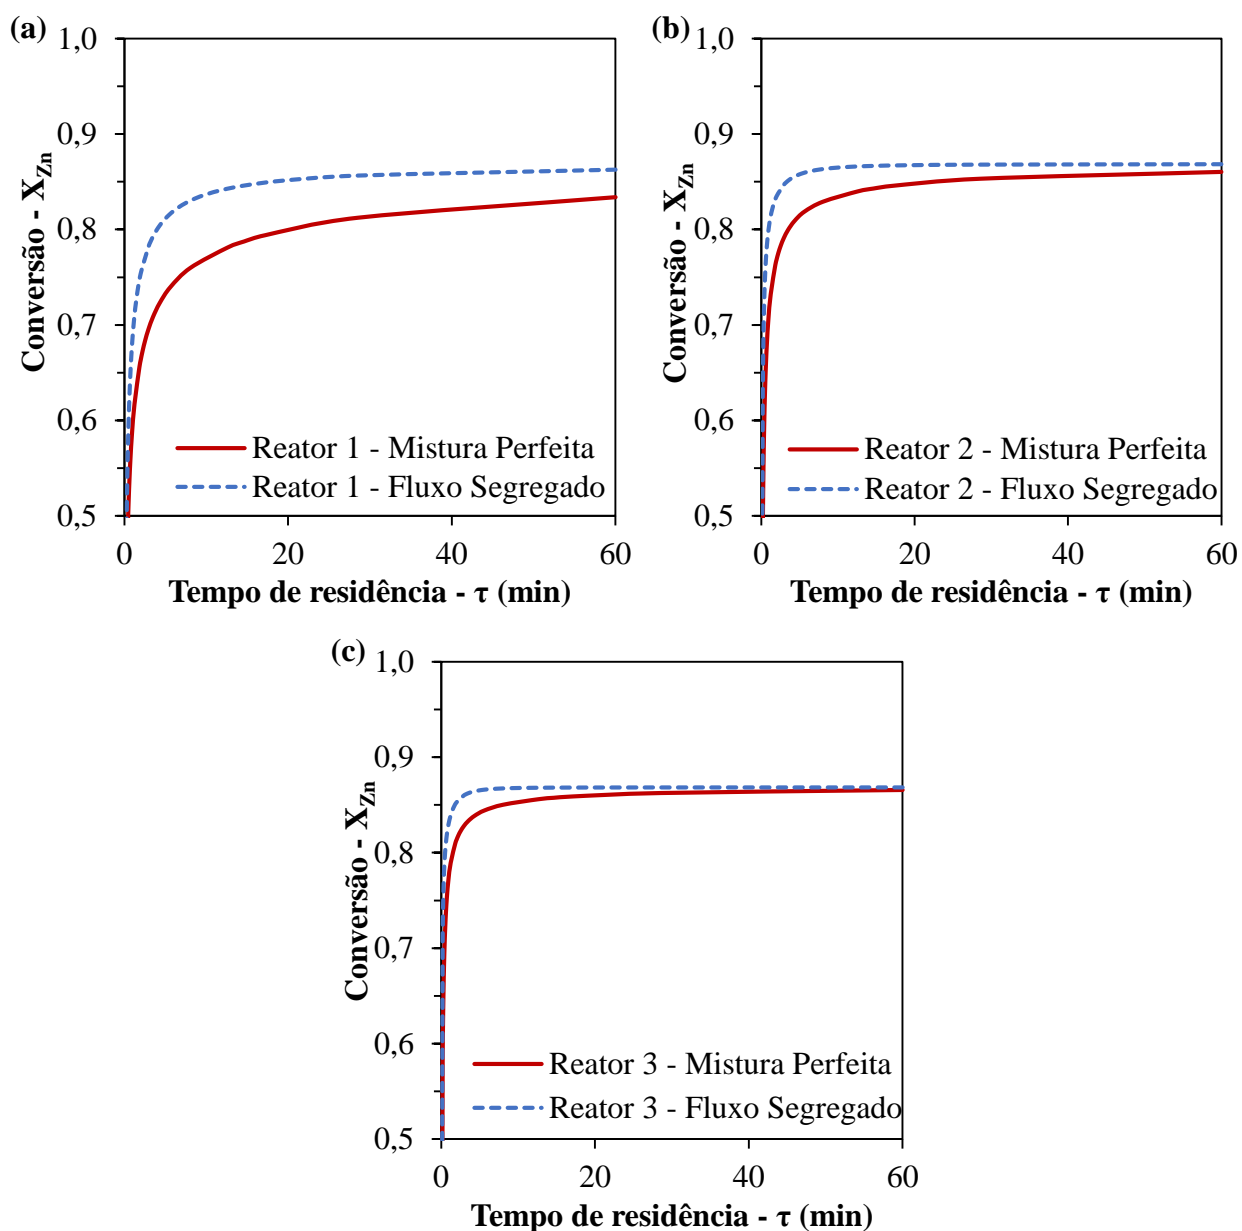 (a)
1,0
0,9
0,8
0,7
0,6
0,5
Conversão - X_Zn
Reator 1 - Mistura Perfeita
Reator 1 - Fluxo Segregado
0 20 40 60
Tempo de residência - τ (min)
(b)
1,0
0,9
0,8
0,7
0,6
0,5
Conversão - X_Zn
Reator 2 - Mistura Perfeita
Reator 2 - Fluxo Segregado
0 20 40 60
Tempo de residência - τ (min)
(c)
1,0
0,9
0,8
0,7
0,6
0,5
Conversão - X_Zn
Reator 3 - Mistura Perfeita
Reator 3 - Fluxo Segregado
0 20 40 60
Tempo de residência - τ (min)